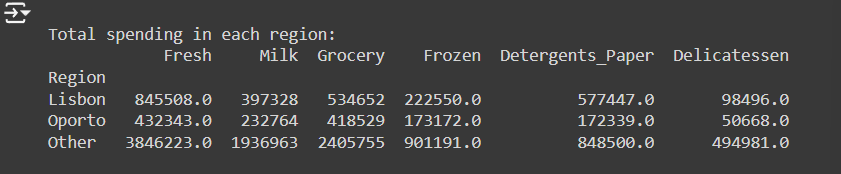 Total spending in each region:
Fresh Milk Grocery Frozen Detergents_Paper Delicatessen
Region
Lisbon 845508.0 397328 534652 222550.0 577447.0 98496.0
Oporto 432343.0 232764 418529 173172.0 172339.0 50668.0
Other 3846223.0 1936963 2405755 901191.0 848500.0 494981.0